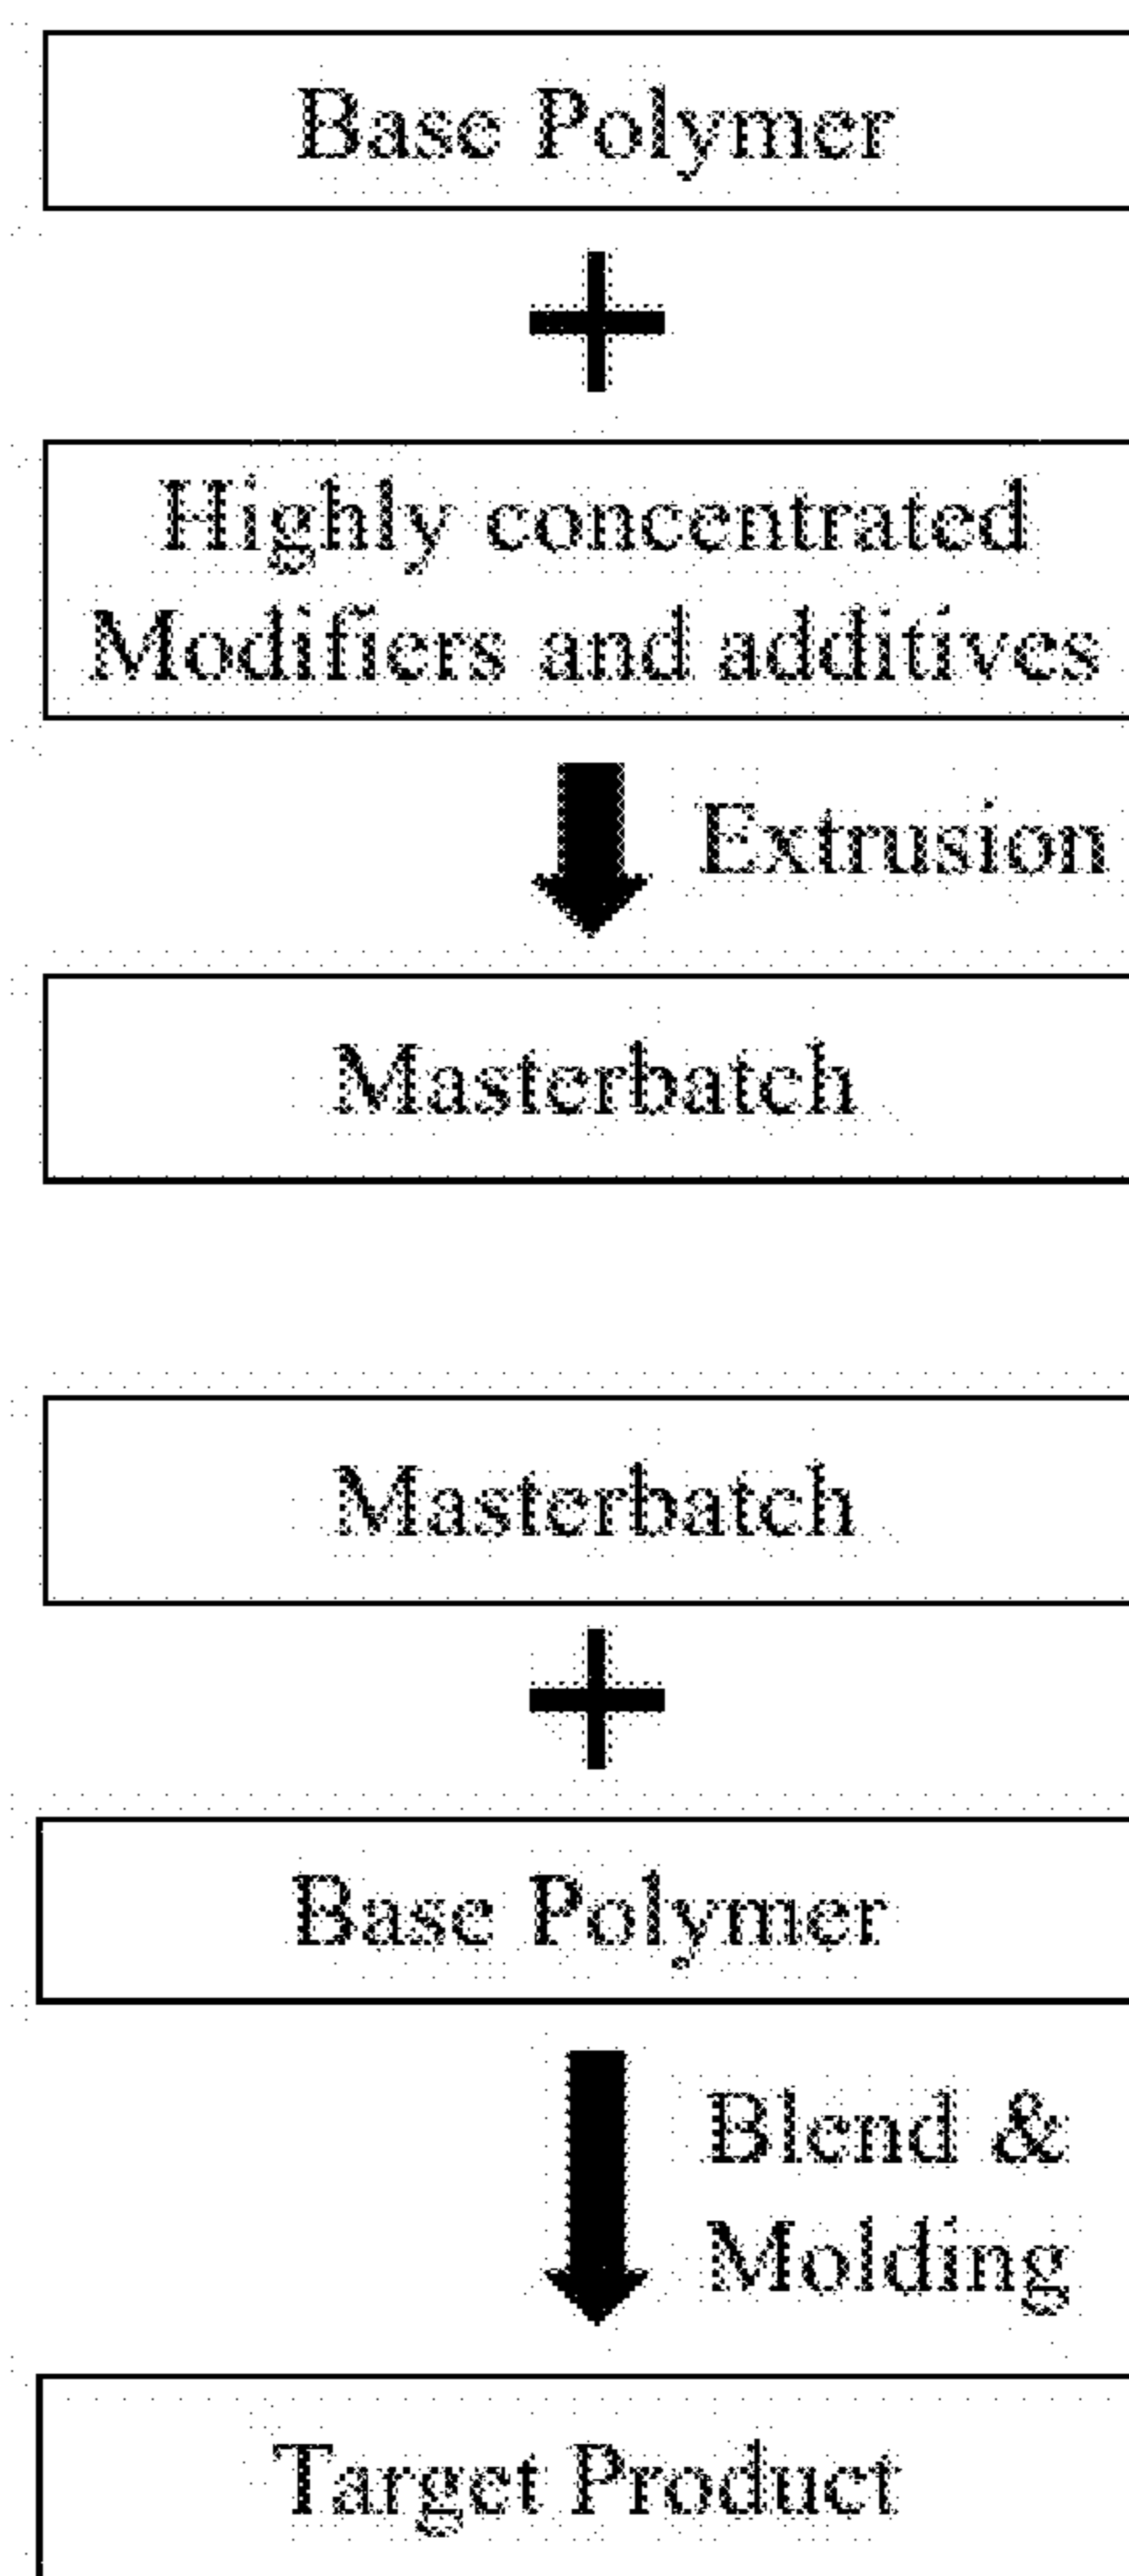 Base Polymer
+
Highly concentrated
Modifiers and additives
Extrusion
Masterbatch
Masterbatch
+
Base Polymer
Blend &
Molding
Target Product